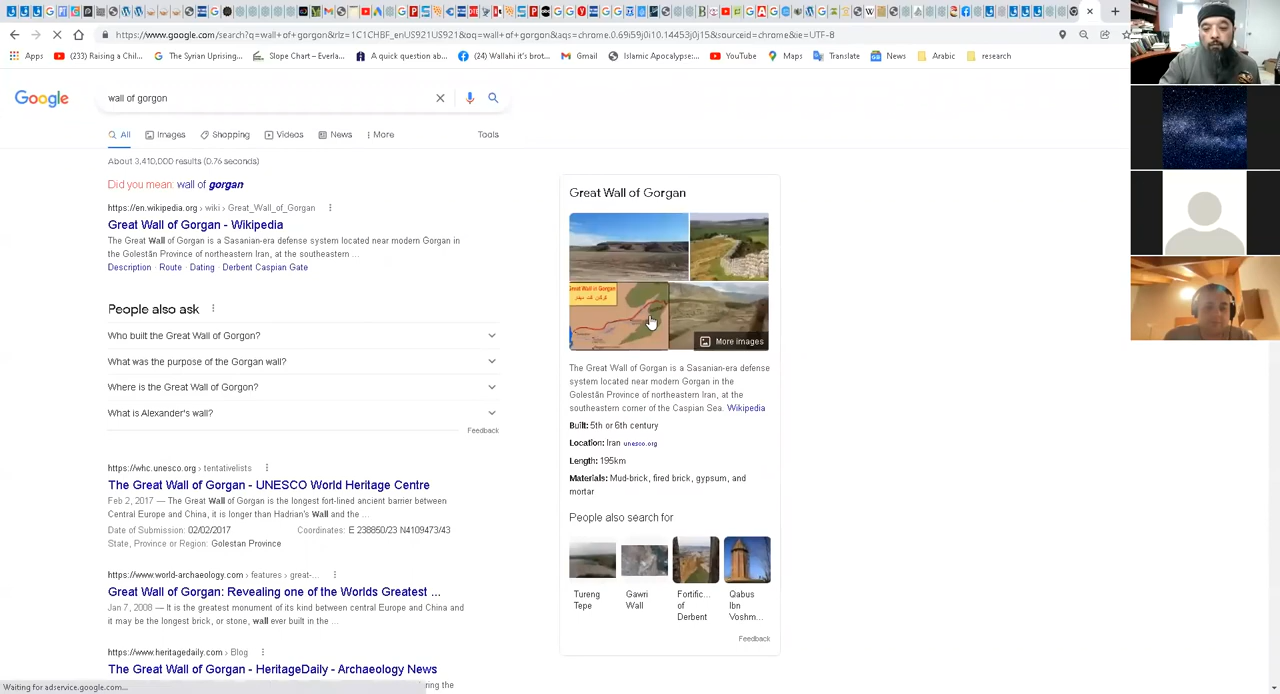 https://www.google.com/search?q=wall+of+gorgon&rlz=1C1CHBF_enUS921US
&oq=wall+of+gorgon&aqs=chrome.0.69i59j0i10.14453j0j15&sourceid=chrome&ie=UTF-8
Apps
(233) Raising a Chil...
The Syrian Uprising...
Slope Chart – Everla...
A quick question ab...
(24) Wallahi it's brot...
Gmail
Islamic Apocalypse:...
YouTube
Maps
Translate
News
Arabic
research
Google
wall of gorgon
All
Images
Shopping
Videos
News
More
Tools
About 3,410,000 results (0.76 seconds)
Did you mean: wall of gorgan
https://en.wikipedia.org › wiki › Great_Wall_of_Gorgan
Great Wall of Gorgan - Wikipedia
The Great Wall of Gorgan is a Sasanian-era defense system located near modern Gorgan in
the Golestān Province of northeastern Iran, at the southeastern ...
Description · Route · Dating · Derbent Caspian Gate
People also ask
Who built the Great Wall of Gorgon?
What was the purpose of the Gorgan wall?
Where is the Great Wall of Gorgon?
What is Alexander's wall?
Feedback
https://whc.unesco.org › tentativelists
The Great Wall of Gorgan - UNESCO World Heritage Centre
Feb 2, 2017 — The Great Wall of Gorgan is the longest fort-lined ancient barrier between
Central Europe and China, it is longer than Hadrian's Wall and the ...
Date of Submission: 02/02/2017
Coordinates: E 238850/23 N4109473/43
State, Province or Region: Golestan Province
https://www.world-archaeology.com › features › great-...
Great Wall of Gorgan: Revealing one of the Worlds Greatest ...
Jan 7, 2008 — It is the greatest monument of its kind between central Europe and China and
it may be the longest brick, or stone, wall ever built in the ...
https://www.heritagedaily.com › Blog
The Great Wall of Gorgan - HeritageDaily - Archaeology News
Great Wall of Gorgan
Great Wall in Gorgan
More images
The Great Wall of Gorgan is a Sasanian-era defense
system located near modern Gorgan in the
Golestān Province of northeastern Iran, at the
southeastern corner of the Caspian Sea. Wikipedia
Built: 5th or 6th century
Location: Iran unesco.org
Length: 195km
Materials: Mud-brick, fired brick, gypsum, and
mortar
People also search for
Tureng
Tepe
Gawri
Wall
Fortific...
of
Derbent
Qabus
Ibn
Voshm...
Feedback
Waiting for adservice.google.com...